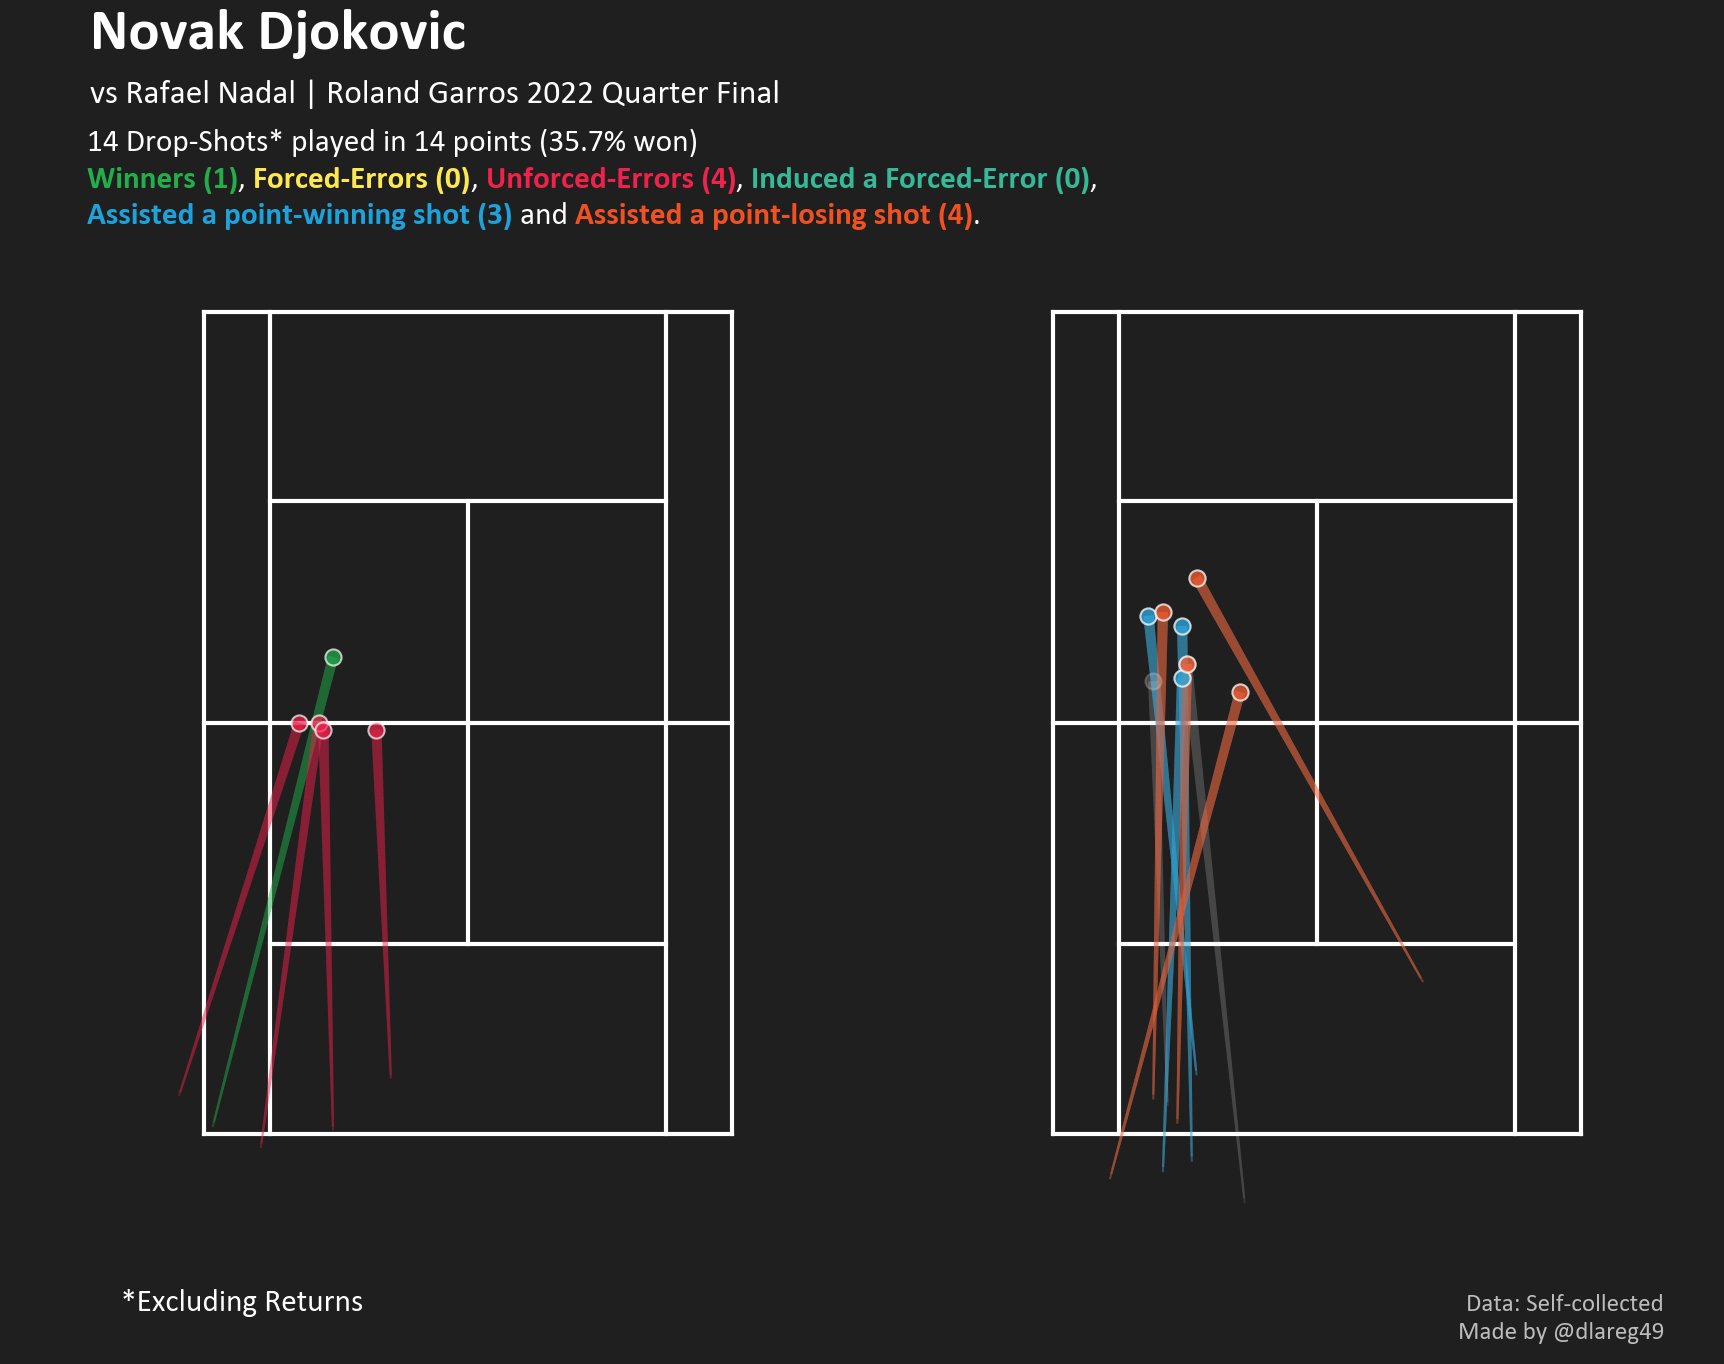 Novak Djokovic
vs Rafael Nadal | Roland Garros 2022 Quarter Final
14 Drop-Shots* played in 14 points (35.7% won)
Winners (1), Forced-Errors (0), Unforced-Errors (4), Induced a Forced-Error (0),
Assisted a point-winning shot (3) and Assisted a point-losing shot (4).
*Excluding Returns
Data: Self-collected
Made by @dlareg49